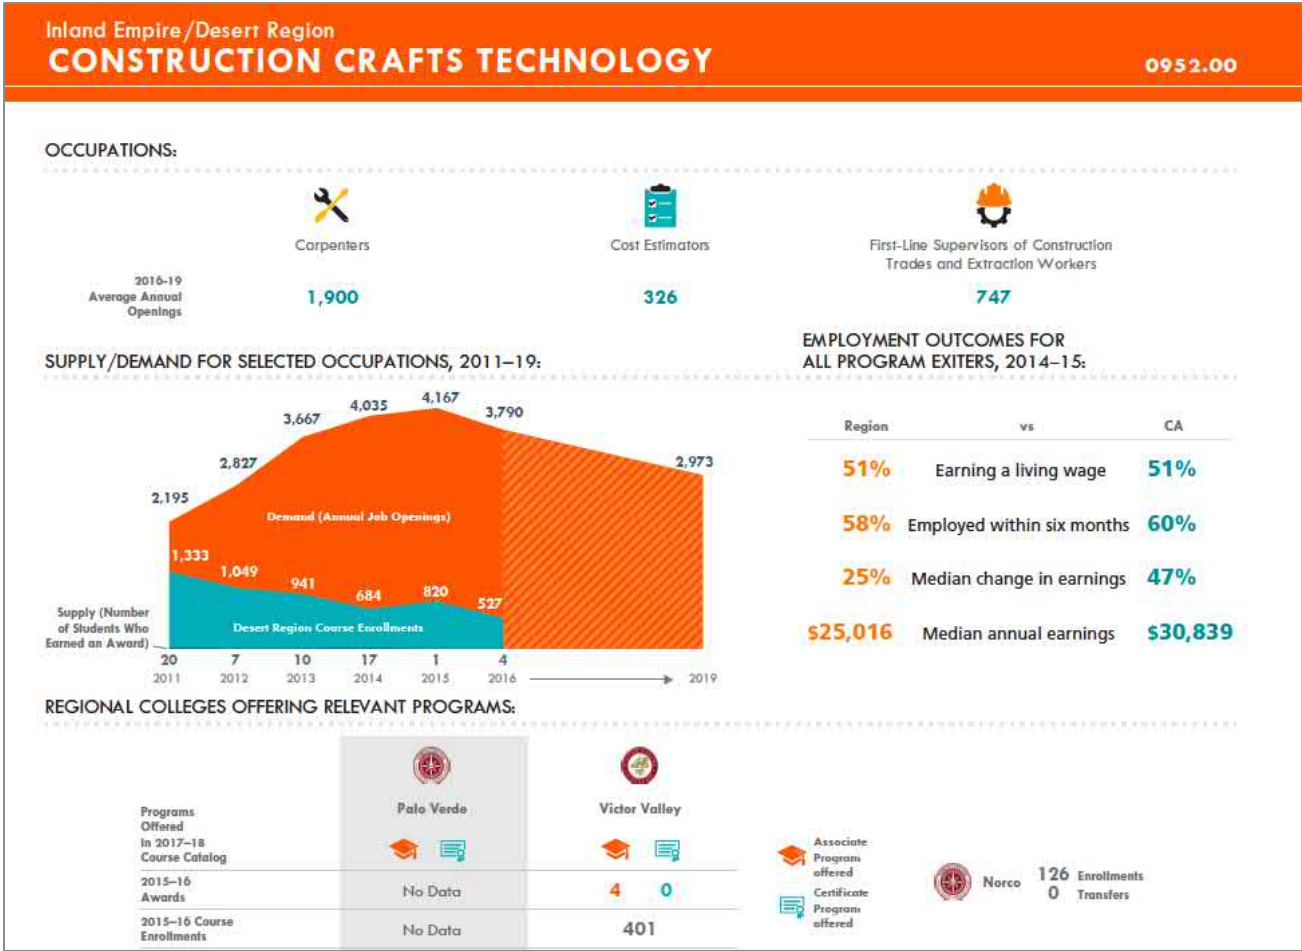 Inland Empire/Desert Region
CONSTRUCTION CRAFTS TECHNOLOGY
0952.00
OCCUPATIONS:
Carpenters
Cost Estimators
First-Line Supervisors of Construction
Trades and Extraction Workers
2016-19
Average Annual
Openings
1,900
326
747
SUPPLY/DEMAND FOR SELECTED OCCUPATIONS, 2011–19:
2,195
2,827
3,667
4,035
4,167
3,790
2,973
Demand (Annual Job Openings)
1,333
1,049
941
684
820
527
Desert Region Course Enrollments
Supply (Number
of Students Who
Earned an Award)
20 7 10 17 1 4
2011 2012 2013 2014 2015 2016 2019
EMPLOYMENT OUTCOMES FOR
ALL PROGRAM EXITERS, 2014–15:
Region vs CA
51% Earning a living wage 51%
58% Employed within six months 60%
25% Median change in earnings 47%
$25,016 Median annual earnings $30,839
REGIONAL COLLEGES OFFERING RELEVANT PROGRAMS:
Palo Verde
Victor Valley
Programs
Offered
In 2017–18
Course Catalog
2015–16
Awards
No Data
4 0
2015–16 Course
Enrollments
No Data
401
Associate
Program
offered
Certificate
Program
offered
Norco
126 Enrollments
0 Transfers